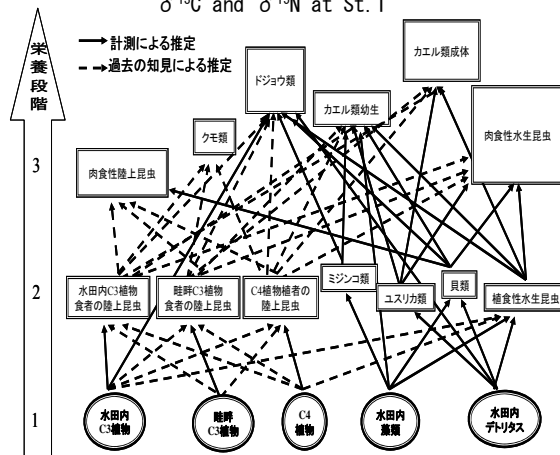 δ¹³C and δ¹⁵N at St.1
栄養段階
計測による推定
過去の知見による推定
カエル類成体
ドジョウ類
カエル類幼生
肉食性水生昆虫
クモ類
3
肉食性陸上昆虫
2
水田内C3植物
食者の陸上昆虫
畦畔C3植物
食者の陸上昆虫
C4植物植者の
陸上昆虫
ミジンコ類
ユスリカ類
貝類
植食性水生昆虫
1
水田内
C3植物
畦畔
C3植物
C4
植物
水田内
藻類
水田内
デトリタス